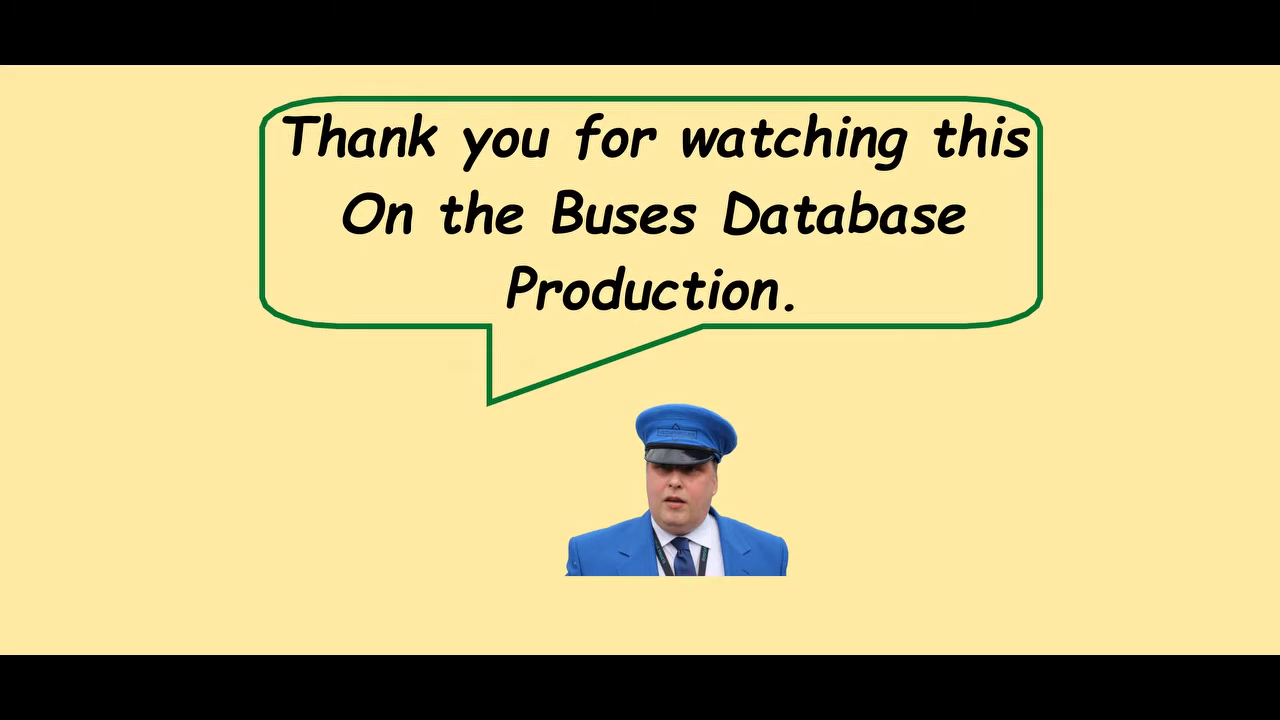 Thank you for watching this
On the Buses Database
Production.